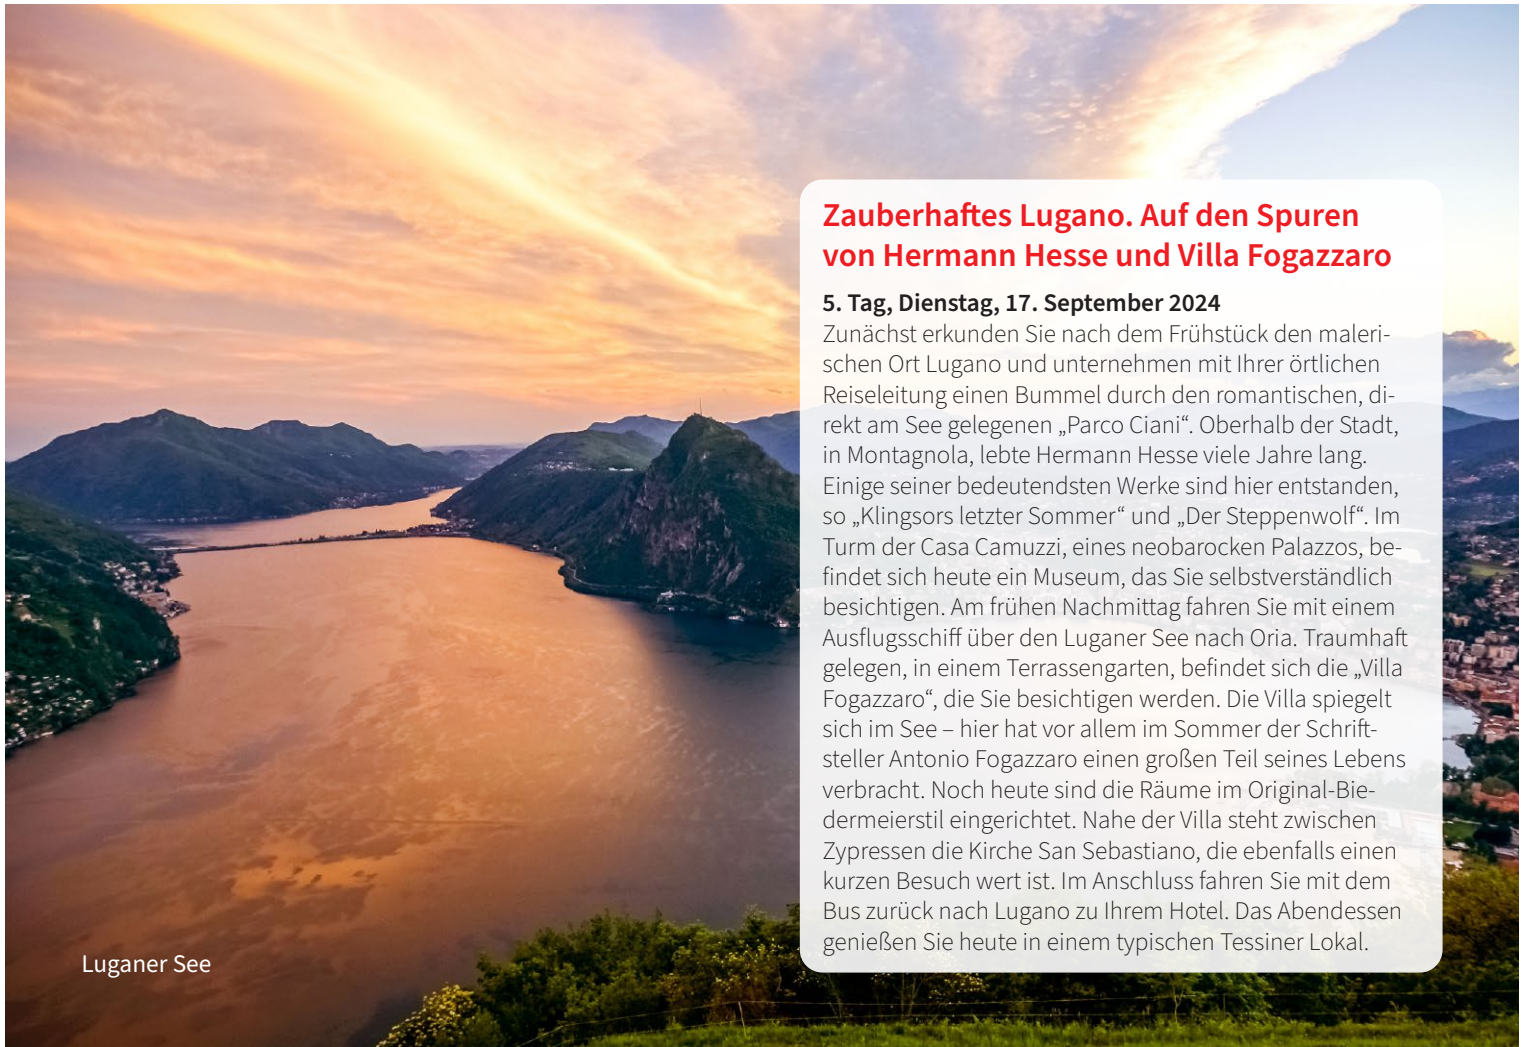 Zauberhaftes Lugano. Auf den Spuren
von Hermann Hesse und Villa Fogazzaro
5. Tag, Dienstag, 17. September 2024
Zunächst erkunden Sie nach dem Frühstück den maleri-
schen Ort Lugano und unternehmen mit Ihrer örtlichen
Reiseleitung einen Bummel durch den romantischen, di-
rekt am See gelegenen „Parco Ciani“. Oberhalb der Stadt,
in Montagnola, lebte Hermann Hesse viele Jahre lang.
Einige seiner bedeutendsten Werke sind hier entstanden,
so „Klingsors letzter Sommer“ und „Der Steppenwolf“. Im
Turm der Casa Camuzzi, eines neobarocken Palazzos, be-
findet sich heute ein Museum, das Sie selbstverständlich
besichtigen. Am frühen Nachmittag fahren Sie mit einem
Ausflugsschiff über den Luganer See nach Oria. Traumhaft
gelegen, in einem Terrassengarten, befindet sich die „Villa
Fogazzaro“, die Sie besichtigen werden. Die Villa spiegelt
sich im See – hier hat vor allem im Sommer der Schrift-
steller Antonio Fogazzaro einen großen Teil seines Lebens
verbracht. Noch heute sind die Räume im Original-Bie-
dermeierstil eingerichtet. Nahe der Villa steht zwischen
Zypressen die Kirche San Sebastiano, die ebenfalls einen
kurzen Besuch wert ist. Im Anschluss fahren Sie mit dem
Bus zurück nach Lugano zu Ihrem Hotel. Das Abendessen
genießen Sie heute in einem typischen Tessiner Lokal.
Luganer See